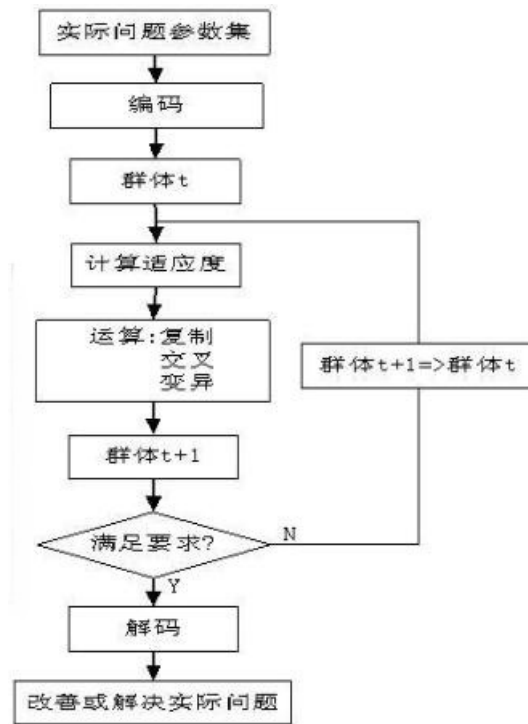 实际问题参数集
编码
群体t
计算适应度
运算:复制
交叉
变异
群体t+1=>群体t
群体t+1
满足要求?
N
Y
解码
改善或解决实际问题